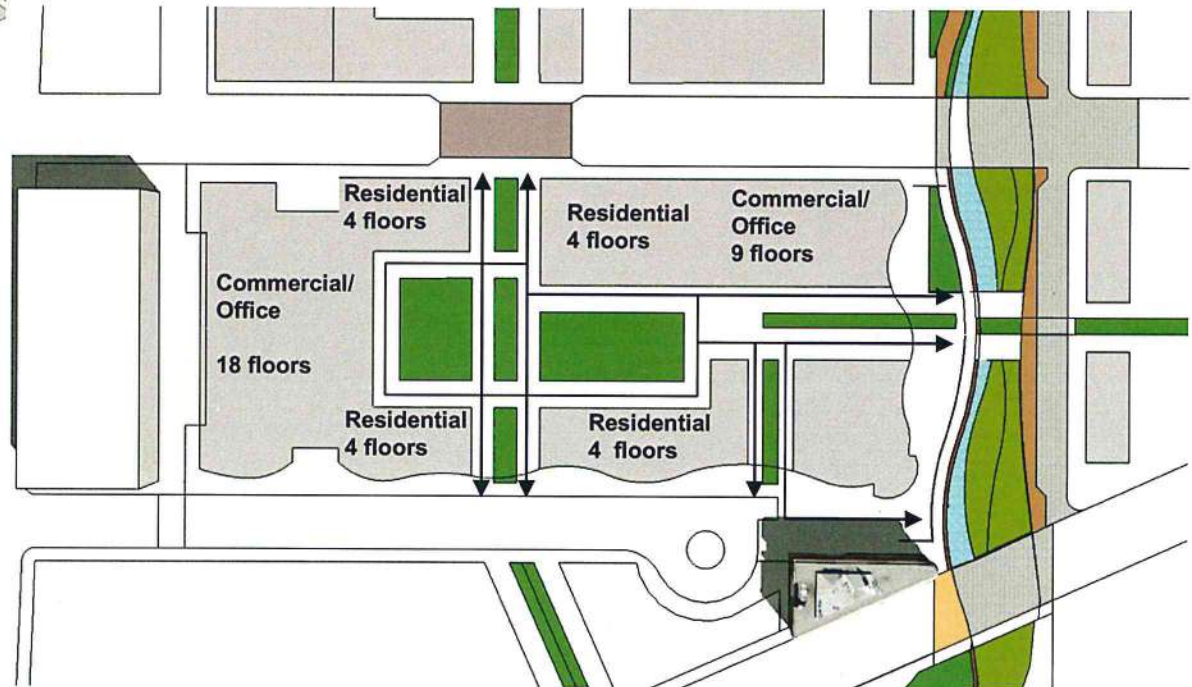 Residential
4 floors
Residential
4 floors
Commercial/
Office
9 floors
Commercial/
Office
18 floors
Residential
4 floors
Residential
4 floors